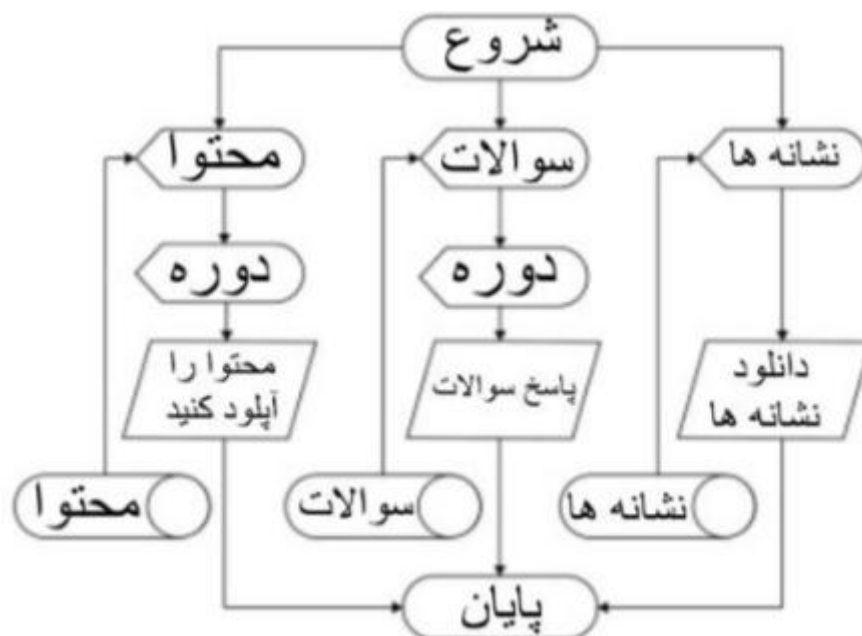 شروع
نشانه ها
سوالات
محتوا
دوره
دوره
دانلود
نشانه ها
پاسخ سوالات
محتوا را
آپلود کنید
نشانه ها
سوالات
محتوا
پایان